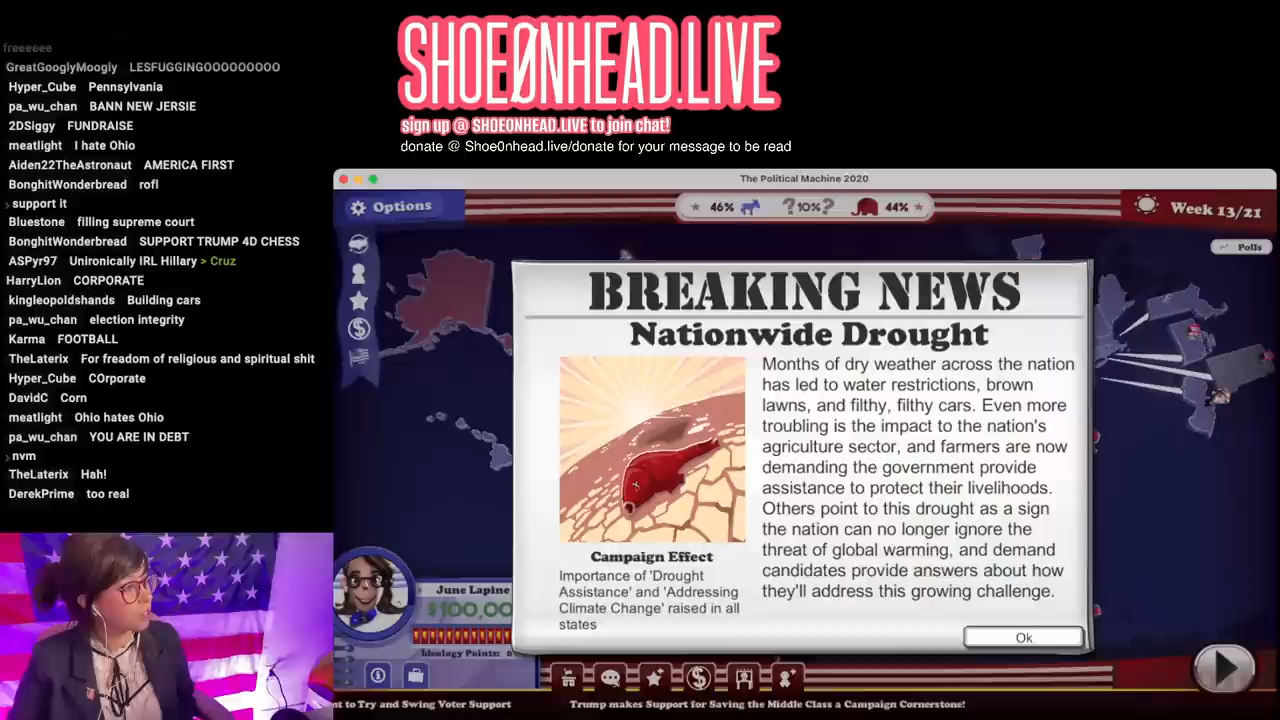 freeeeee
GreatGooglyMoogly LESFUGGINGOOOOOOOOO
Hyper_Cube Pennsylvania
pa_wu_chan BANN NEW JERSIE
2DSiggy FUNDRAISE
meatlight I hate Ohio
Aiden22TheAstronaut AMERICA FIRST
BonghitWonderbread rofl
support it
Bluestone filling supreme court
BonghitWonderbread SUPPORT TRUMP 4D CHESS
ASPyr97 Unironically IRL Hillary > Cruz
HarryLion CORPORATE
kingleopoldshands Building cars
pa_wu_chan election integrity
Karma FOOTBALL
TheLaterix For freadom of religious and spiritual shit
Hyper_Cube COrporate
DavidC Corn
meatlight Ohio hates Ohio
pa_wu_chan YOU ARE IN DEBT
nvm
TheLaterix Hah!
DerekPrime too real
SHOEØNHEAD.LIVE
sign up @ SHOE0NHEAD.LIVE to join chat!
donate @ Shoe0nhead.live/donate for your message to be read
The Political Machine 2020
Options
46% ?10%? 44%
Week 13/21
Polls
BREAKING NEWS
Nationwide Drought
Months of dry weather across the nation
has led to water restrictions, brown
lawns, and filthy, filthy cars. Even more
troubling is the impact to the nation's
agriculture sector, and farmers are now
demanding the government provide
assistance to protect their livelihoods.
Others point to this drought as a sign
the nation can no longer ignore the
threat of global warming, and demand
candidates provide answers about how
they'll address this growing challenge.
Campaign Effect
Importance of 'Drought
Assistance' and 'Addressing
Climate Change' raised in all
states
Ok
June Lapine
$100,00
Ideology Points:
nt to Try and Swing Voter Support
Trump makes Support for Saving the Middle Class a Campaign Cornerstone!